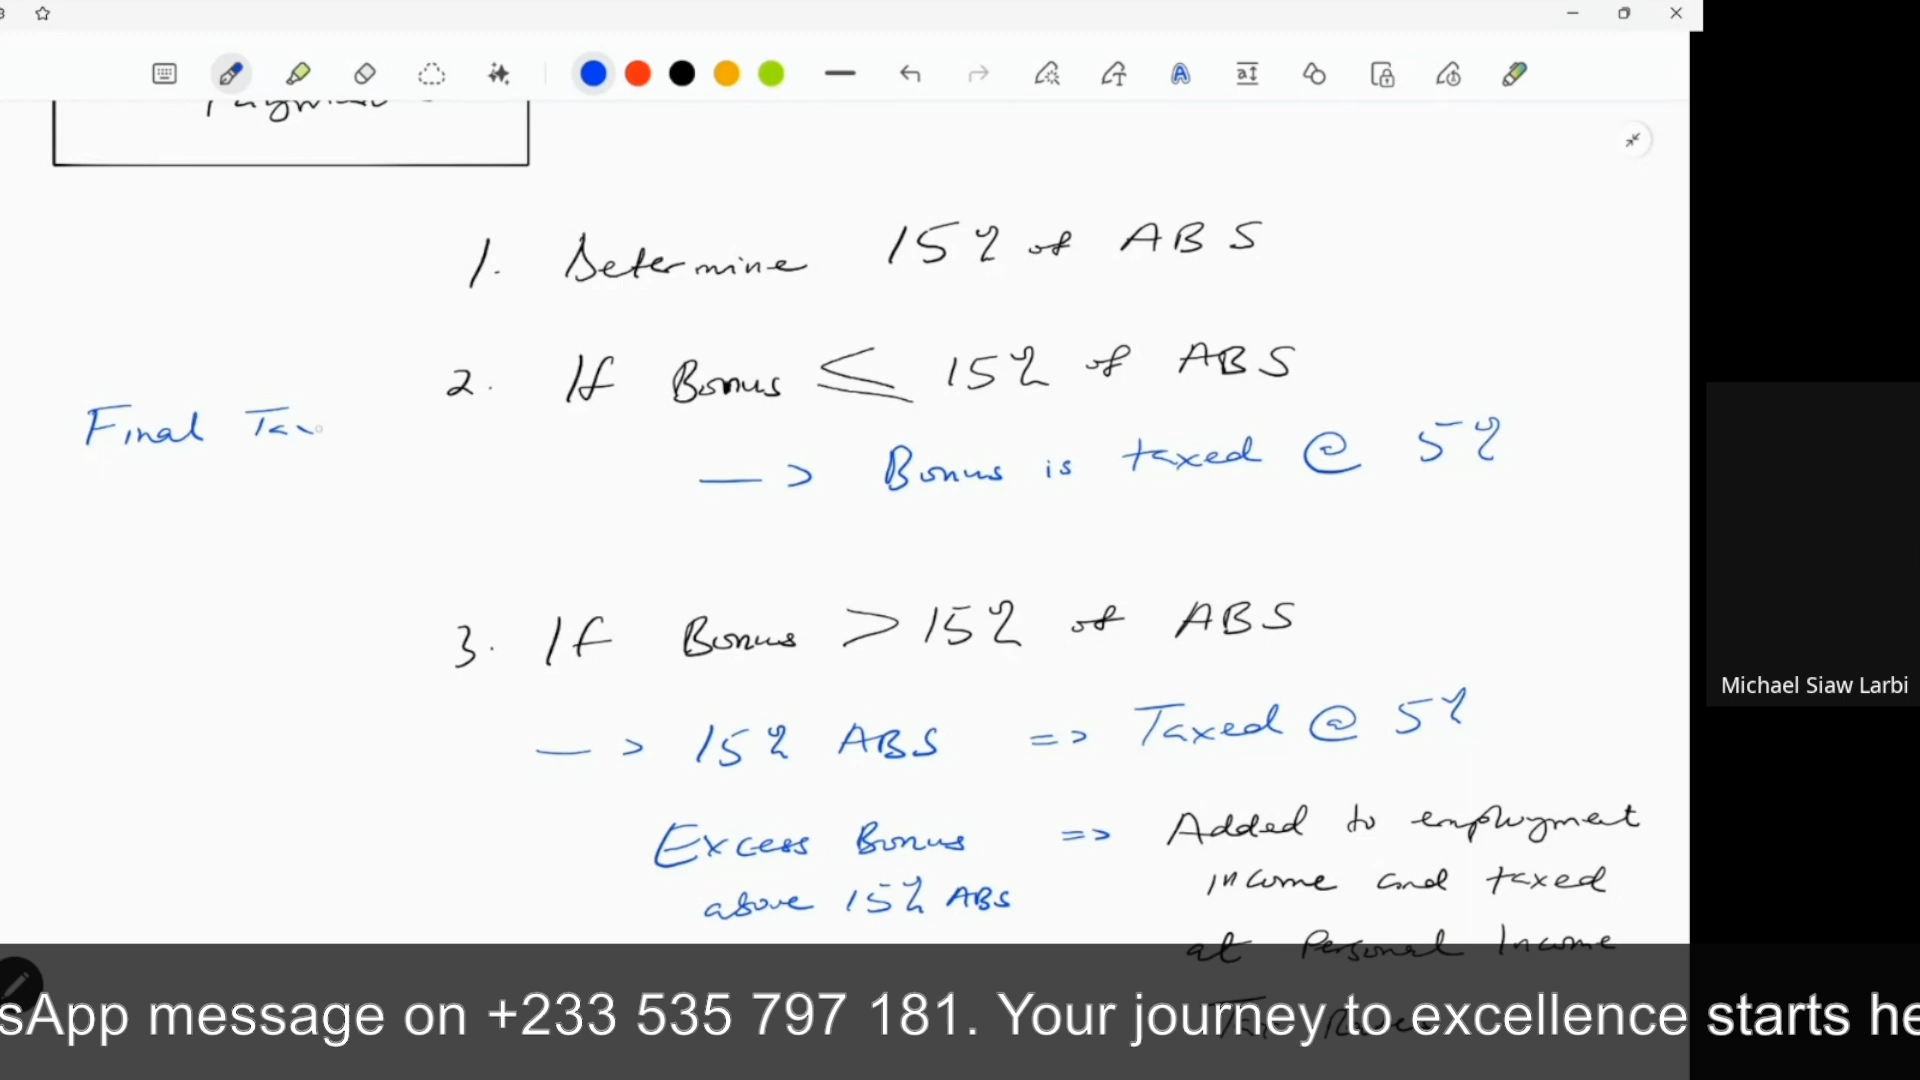 Payment
1. Determine 15% of ABS
2. If Bonus ≤ 15% of ABS
Final Tax
—> Bonus is taxed @ 5%
3. If Bonus > 15% of ABS
—> 15% ABS => Taxed @ 5%
Excess Bonus => Added to employment
above 15% ABS income and taxed
at Personal Income
Michael Siaw Larbi
sApp message on +233 535 797 181. Your journey to excellence starts he